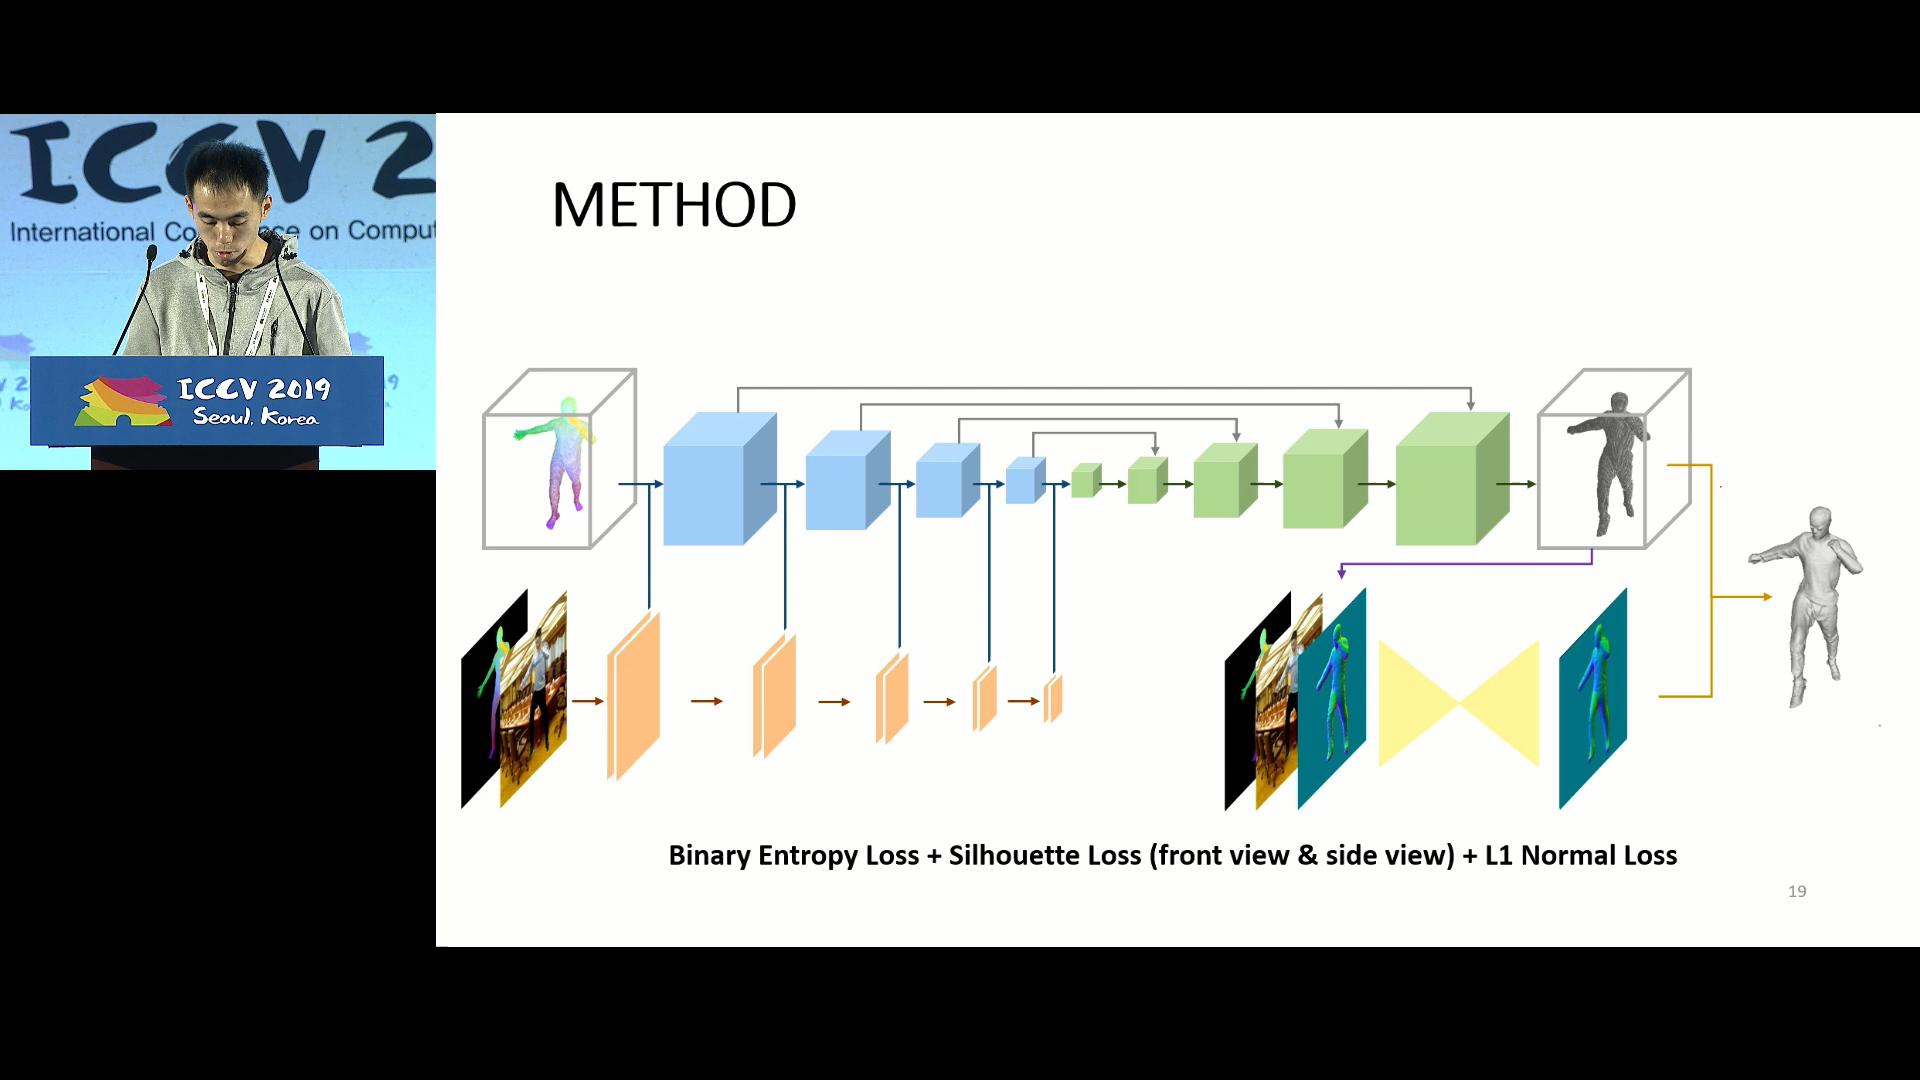 ICCV 2
International Co nce on Comput
ICCV 2019
Seoul, Korea
METHOD
Binary Entropy Loss + Silhouette Loss (front view & side view) + L1 Normal Loss
19